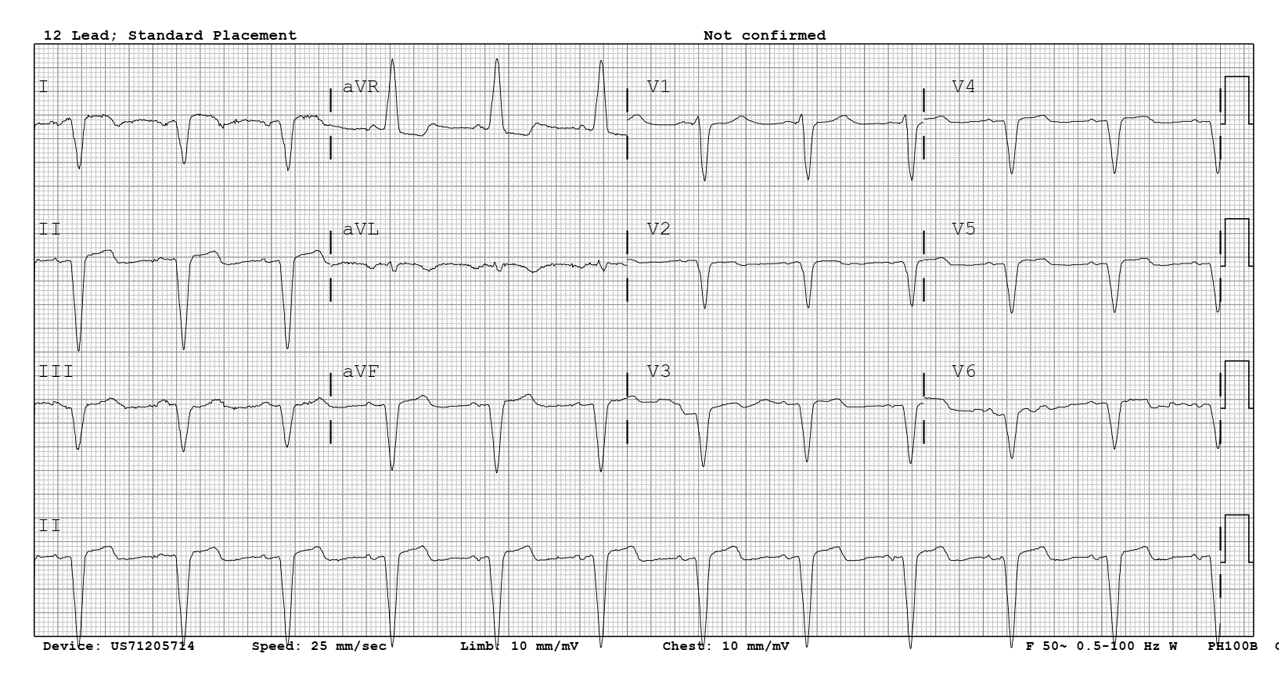 12 Lead; Standard Placement Not confirmed
I aVR V1 V4
II aVL V2 V5
III aVF V3 V6
II
Device: US71205714 Speed: 25 mm/sec Limb: 10 mm/mV Chest: 10 mm/mV F 50~ 0.5-100 Hz W PH100B